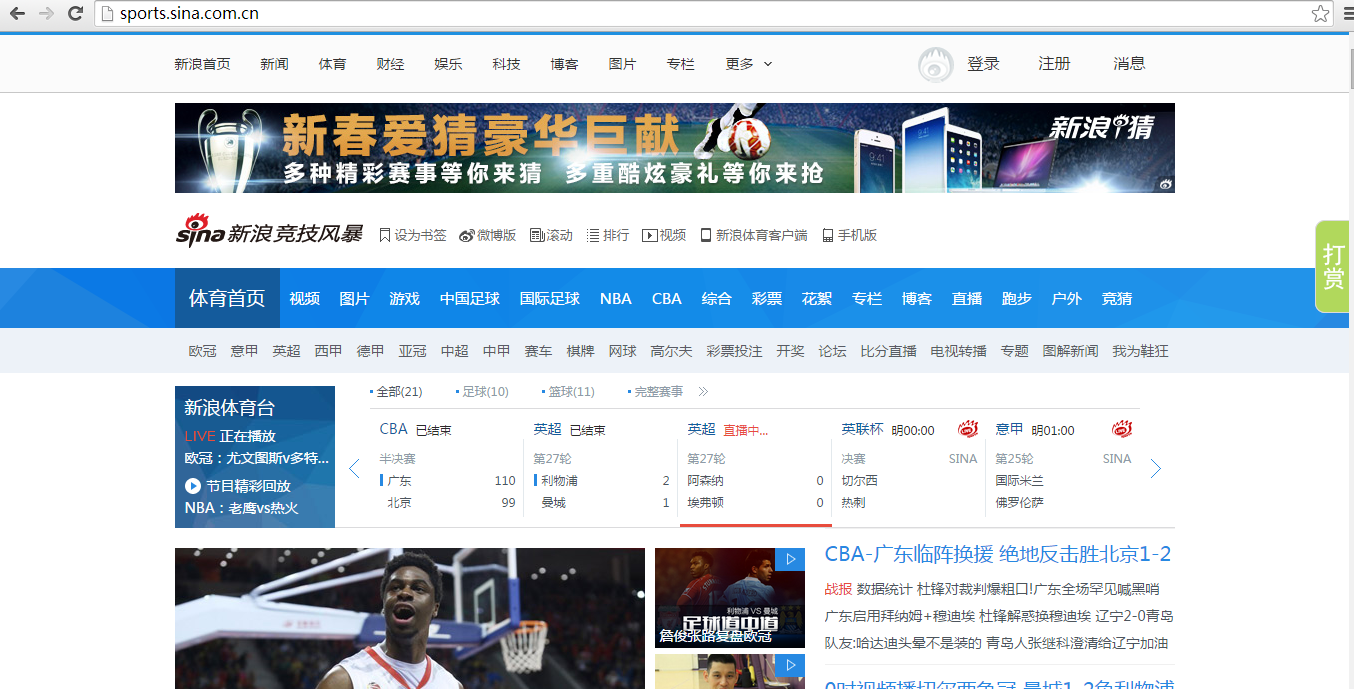 sports.sina.com.cn
新浪首页 新闻 体育 财经 娱乐 科技 博客 图片 专栏 更多 登录 注册 消息
新春爱猜豪华巨献
多种精彩赛事等你来猜 多重酷炫豪礼等你来抢
新浪爱猜
9:41
sina 新浪竞技风暴 设为书签 微博版 滚动 排行 视频 新浪体育客户端 手机版
打赏
体育首页 视频 图片 游戏 中国足球 国际足球 NBA CBA 综合 彩票 花絮 专栏 博客 直播 跑步 户外 竞猜
欧冠 意甲 英超 西甲 德甲 亚冠 中超 中甲 赛车 棋牌 网球 高尔夫 彩票投注 开奖 论坛 比分直播 电视转播 专题 图解新闻 我为鞋狂
新浪体育台
LIVE 正在播放
欧冠：尤文图斯v多特...
节目精彩回放
NBA：老鹰vs热火
全部(21) 足球(10) 篮球(11) 完整赛事
CBA 已结束
半决赛
广东 110
北京 99
英超 已结束
第27轮
利物浦 2
曼城 1
英超 直播中...
第27轮
阿森纳 0
埃弗顿 0
英联杯 明00:00
决赛 SINA
切尔西
热刺
意甲 明01:00
第25轮 SINA
国际米兰
佛罗伦萨
利物浦 VS 曼城
足球道中道
詹俊张路复盘欧冠
CBA-广东临阵换援 绝地反击胜北京1-2
战报 数据统计 杜锋对裁判爆粗口!广东全场罕见喊黑哨
广东启用拜纳姆+穆迪埃 杜锋解惑换穆迪埃 辽宁2-0青岛
队友:哈达迪头晕不是装的 青岛人张继科澄清给辽宁加油
0时视频播切尔西争冠 曼城1-2负利物浦